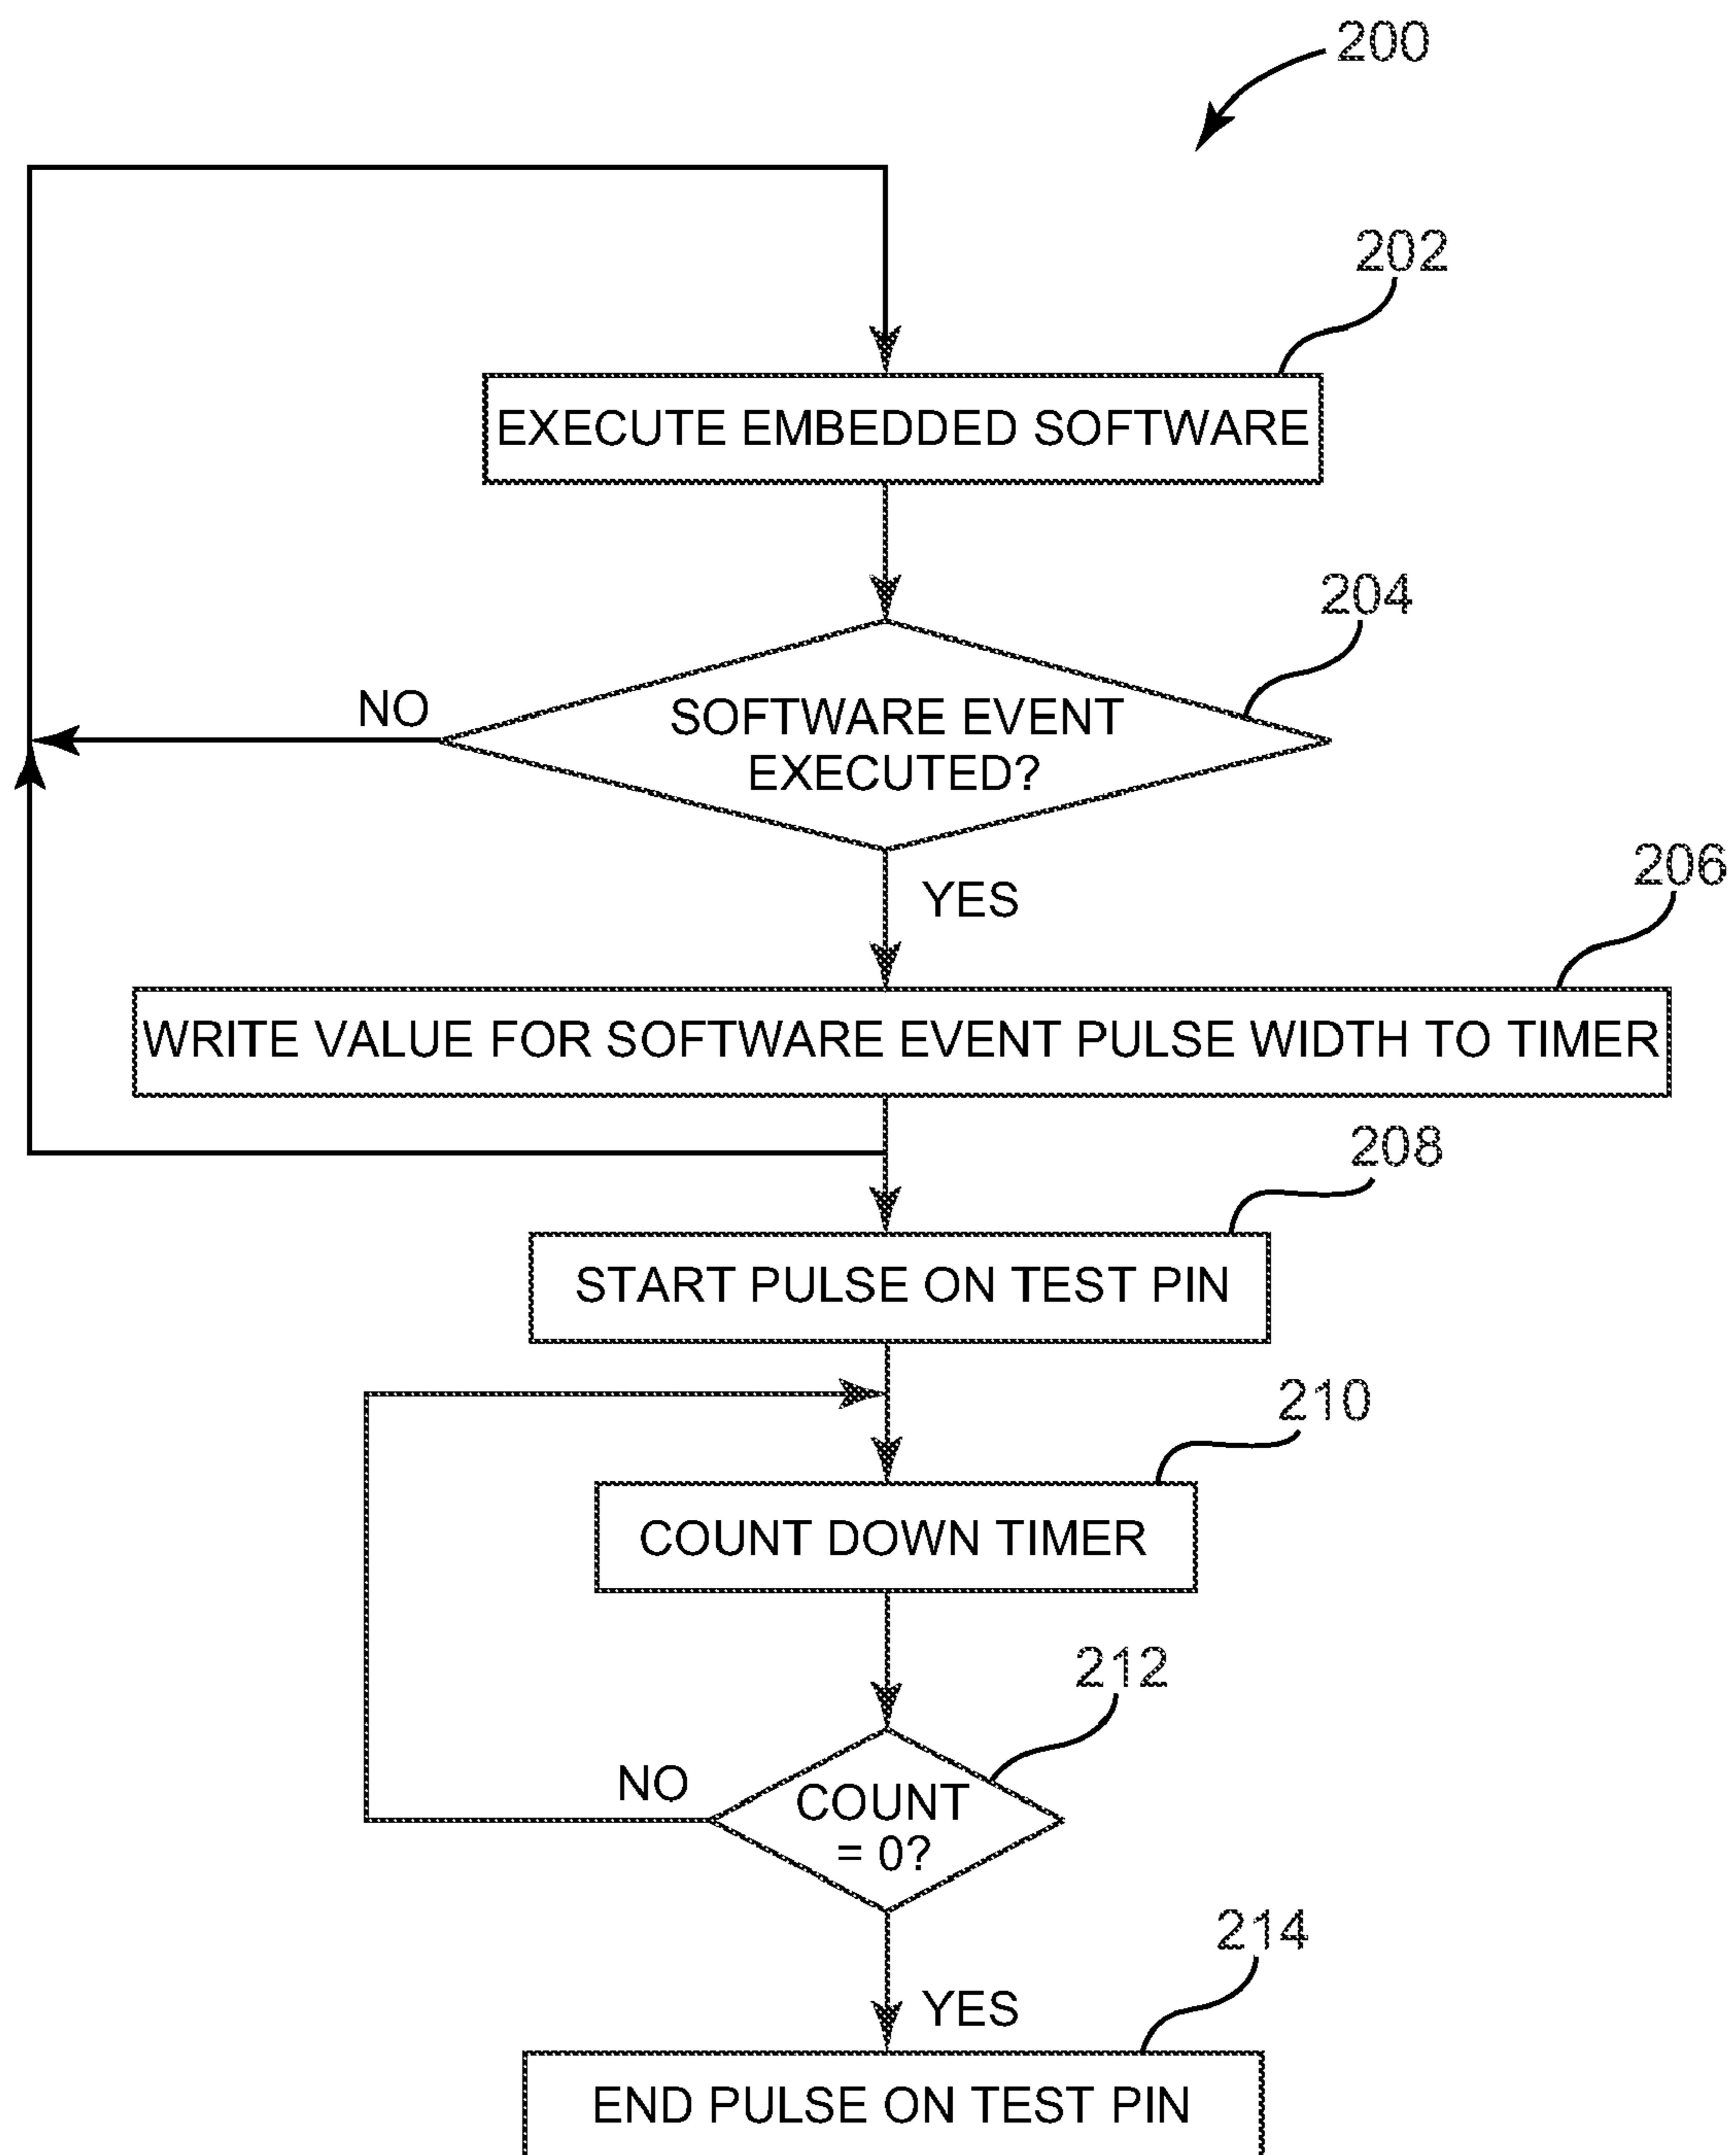 200
202
EXECUTE EMBEDDED SOFTWARE
204
NO
SOFTWARE EVENT
EXECUTED?
206
YES
WRITE VALUE FOR SOFTWARE EVENT PULSE WIDTH TO TIMER
208
START PULSE ON TEST PIN
210
COUNT DOWN TIMER
212
NO
COUNT
= 0?
214
YES
END PULSE ON TEST PIN